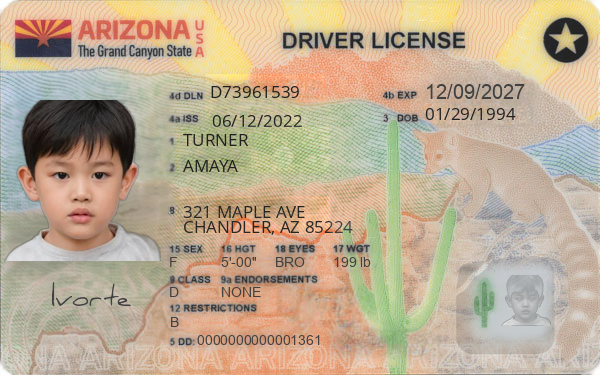 ARIZONA USA
The Grand Canyon State
DRIVER LICENSE
4d DLN D73961539
4b EXP 12/09/2027
4a ISS 06/12/2022
3 DOB 01/29/1994
1 TURNER
2 AMAYA
8 321 MAPLE AVE
CHANDLER, AZ 85224
15 SEX 16 HGT 18 EYES 17 WGT
F 5'-00" BRO 199 lb
9 CLASS 9a ENDORSEMENTS
D NONE
12 RESTRICTIONS
B
5 DD: 0000000000001361
Ivorte
ARIZONA ARIZONA ARIZONA ARIZONA